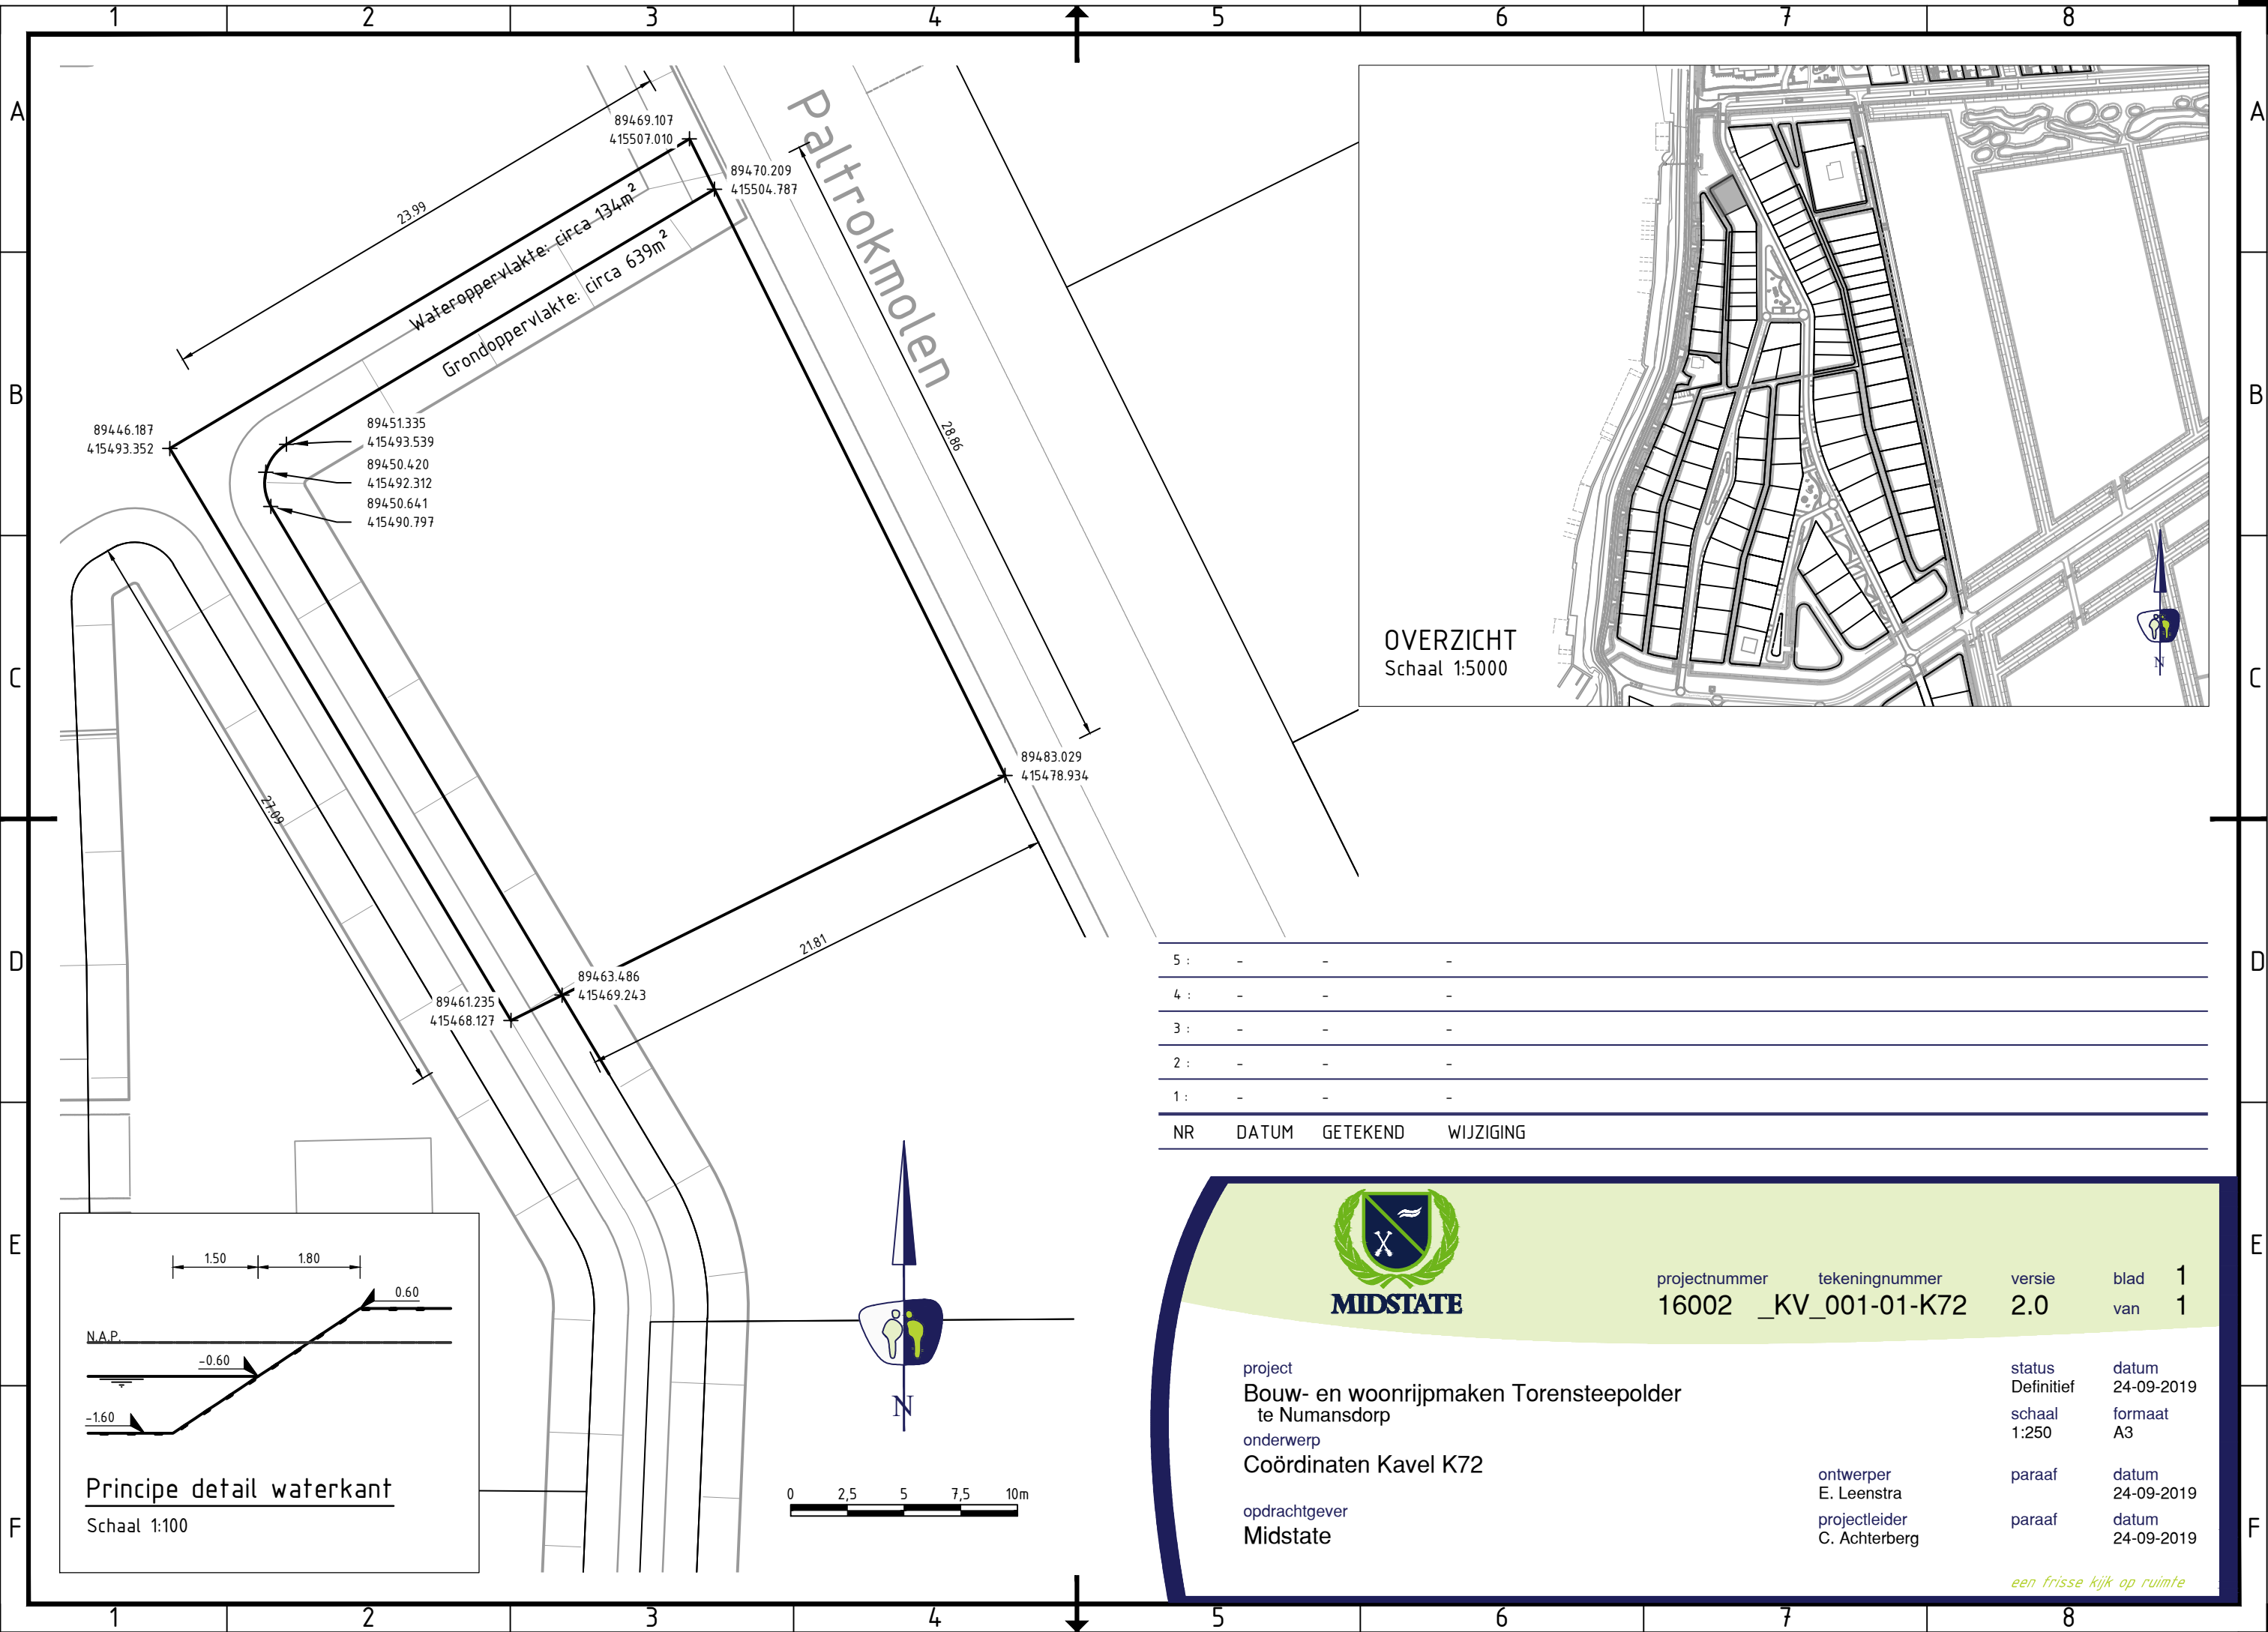 1 2 3 4 5 6 7 8
A A
B B
C C
D D
E E
F F
1 2 3 4 5 6 7 8
89469.107
415507.010
89470.209
415504.787
Paltrokmolen
23.99
Wateroppervlakte: circa 134m²
Grondoppervlakte: circa 639m²
89446.187
415493.352
89451.335
415493.539
89450.420
415492.312
89450.641
415490.797
28.86
89483.029
415478.934
27.09
21.81
89463.486
415469.243
89461.235
415468.127
OVERZICHT
Schaal 1:5000
N
5 : - - -
4 : - - -
3 : - - -
2 : - - -
1 : - - -
NR DATUM GETEKEND WIJZIGING
1.50 1.80
0.60
N.A.P.
-0.60
-1.60
Principe detail waterkant
Schaal 1:100
N
0 2,5 5 7,5 10m
MIDSTATE
projectnummer tekeningnummer versie blad 1
16002 _KV_001-01-K72 2.0 van 1
project
Bouw- en woonrijpmaken Torensteepolder
te Numansdorp
onderwerp
Coördinaten Kavel K72
opdrachtgever
Midstate
status datum
Definitief 24-09-2019
schaal formaat
1:250 A3
ontwerper paraaf datum
E. Leenstra 24-09-2019
projectleider paraaf datum
C. Achterberg 24-09-2019
een frisse kijk op ruimte